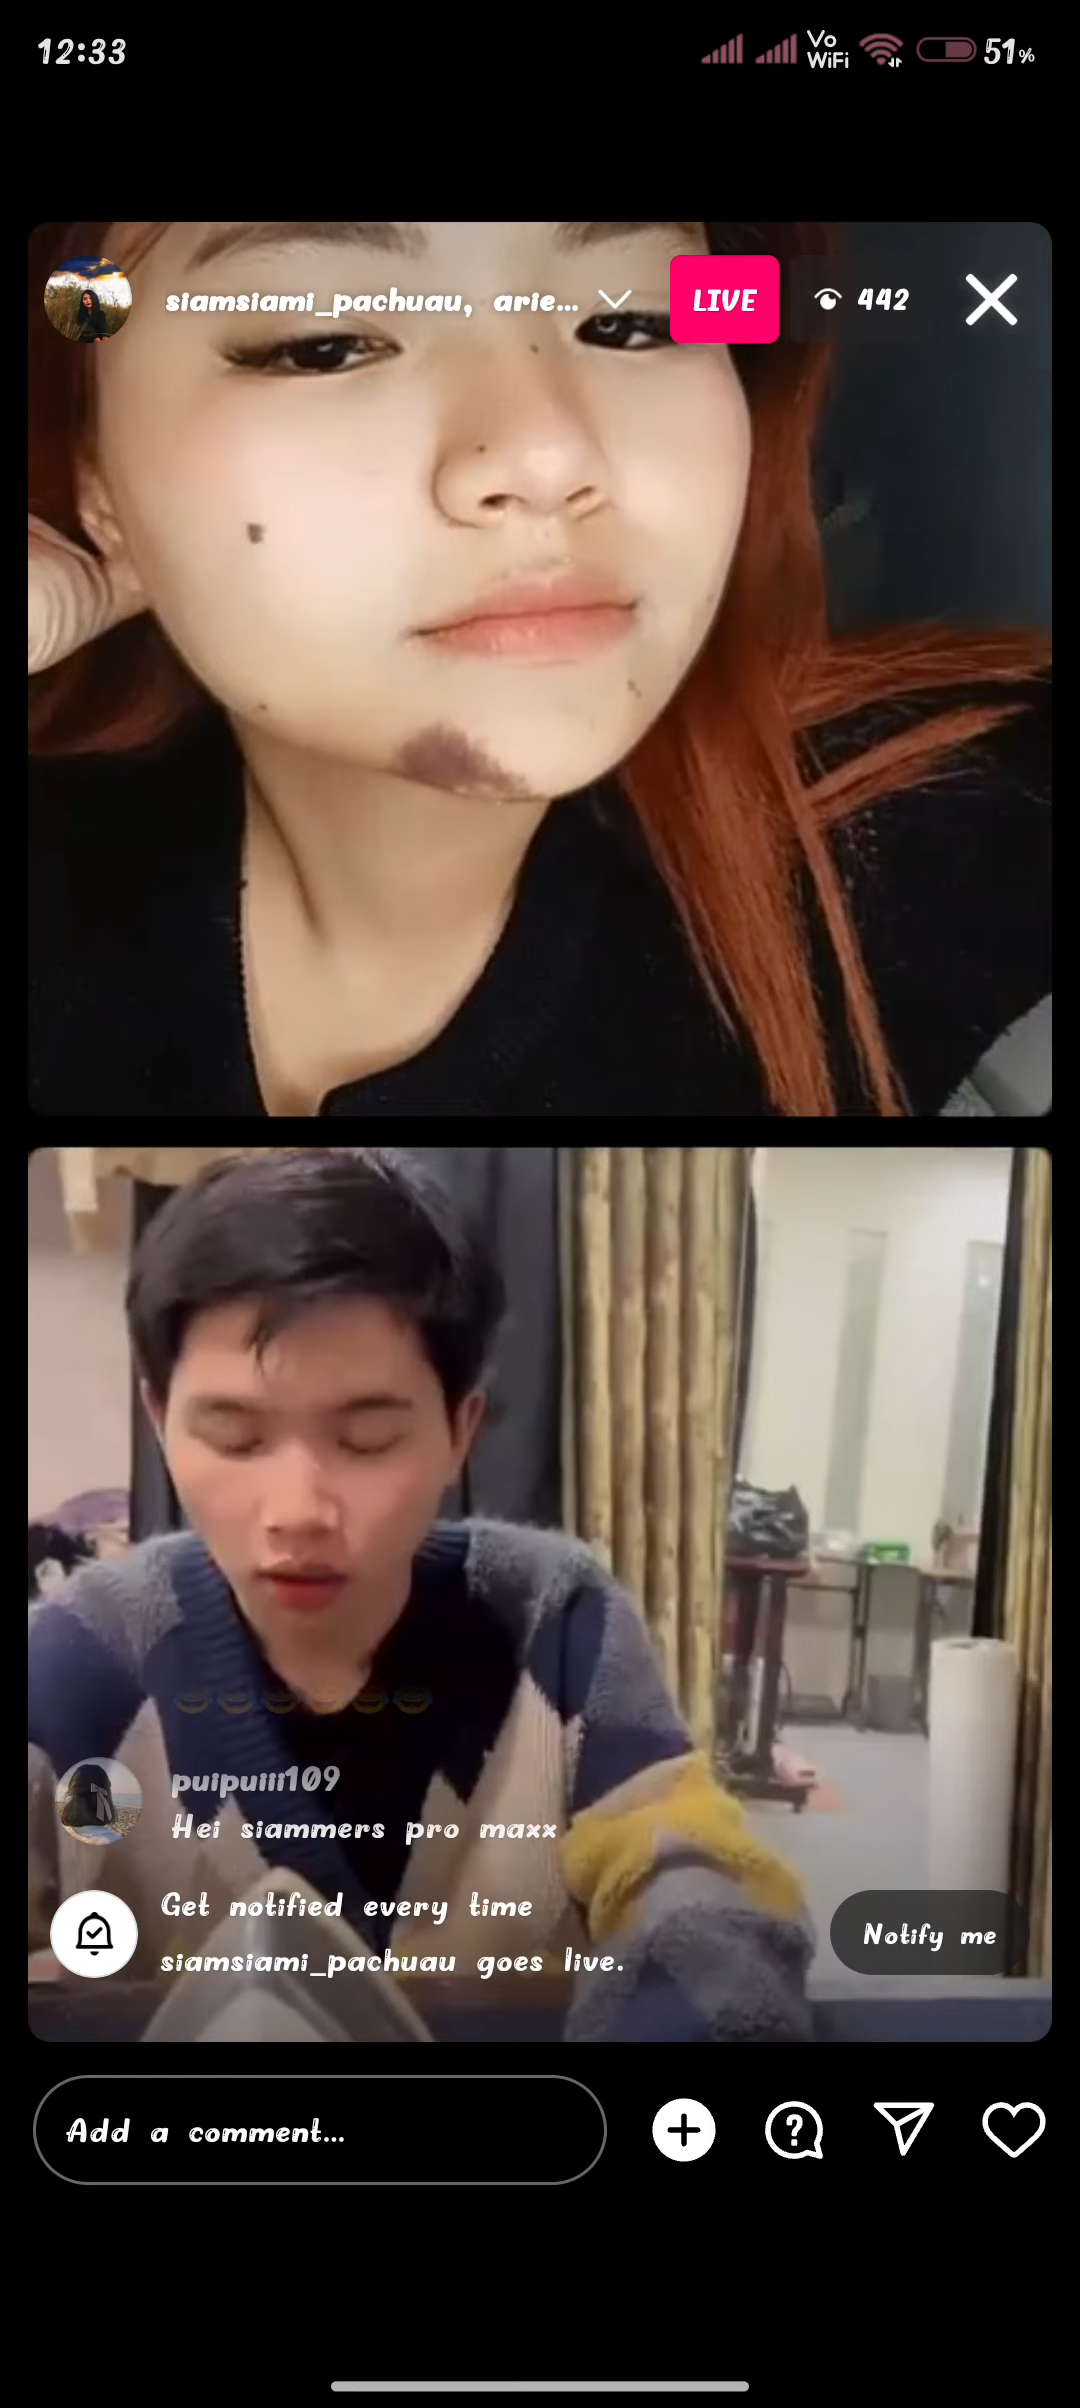 12:33
Vo
WiFi
51%
siamsiami_pachuau, arie...
LIVE
442
puipuiii109
Hei siammers pro maxx
Get notified every time
siamsiami_pachuau goes live.
Notify me
Add a comment...